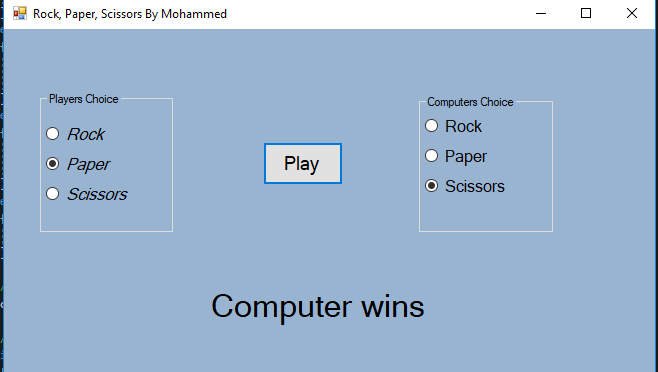 Rock, Paper, Scissors By Mohammed
Players Choice
Rock
Paper
Scissors
Play
Computers Choice
Rock
Paper
Scissors
Computer wins